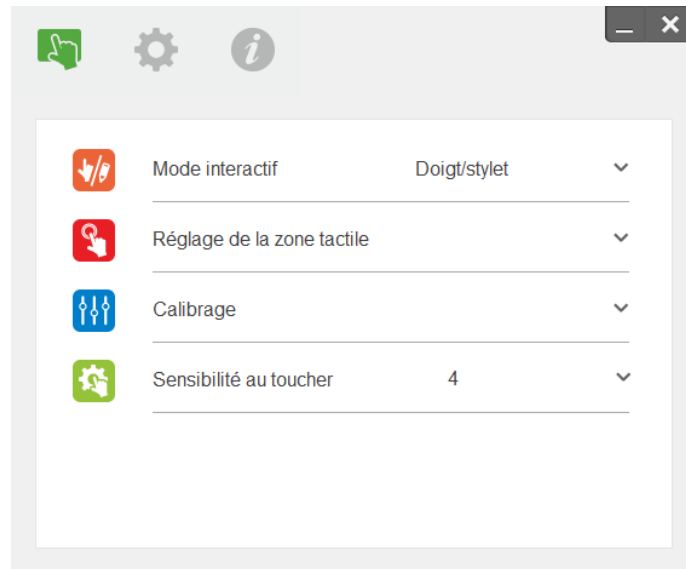 Mode interactif Doigt/stylet
Réglage de la zone tactile
Calibrage
Sensibilité au toucher 4